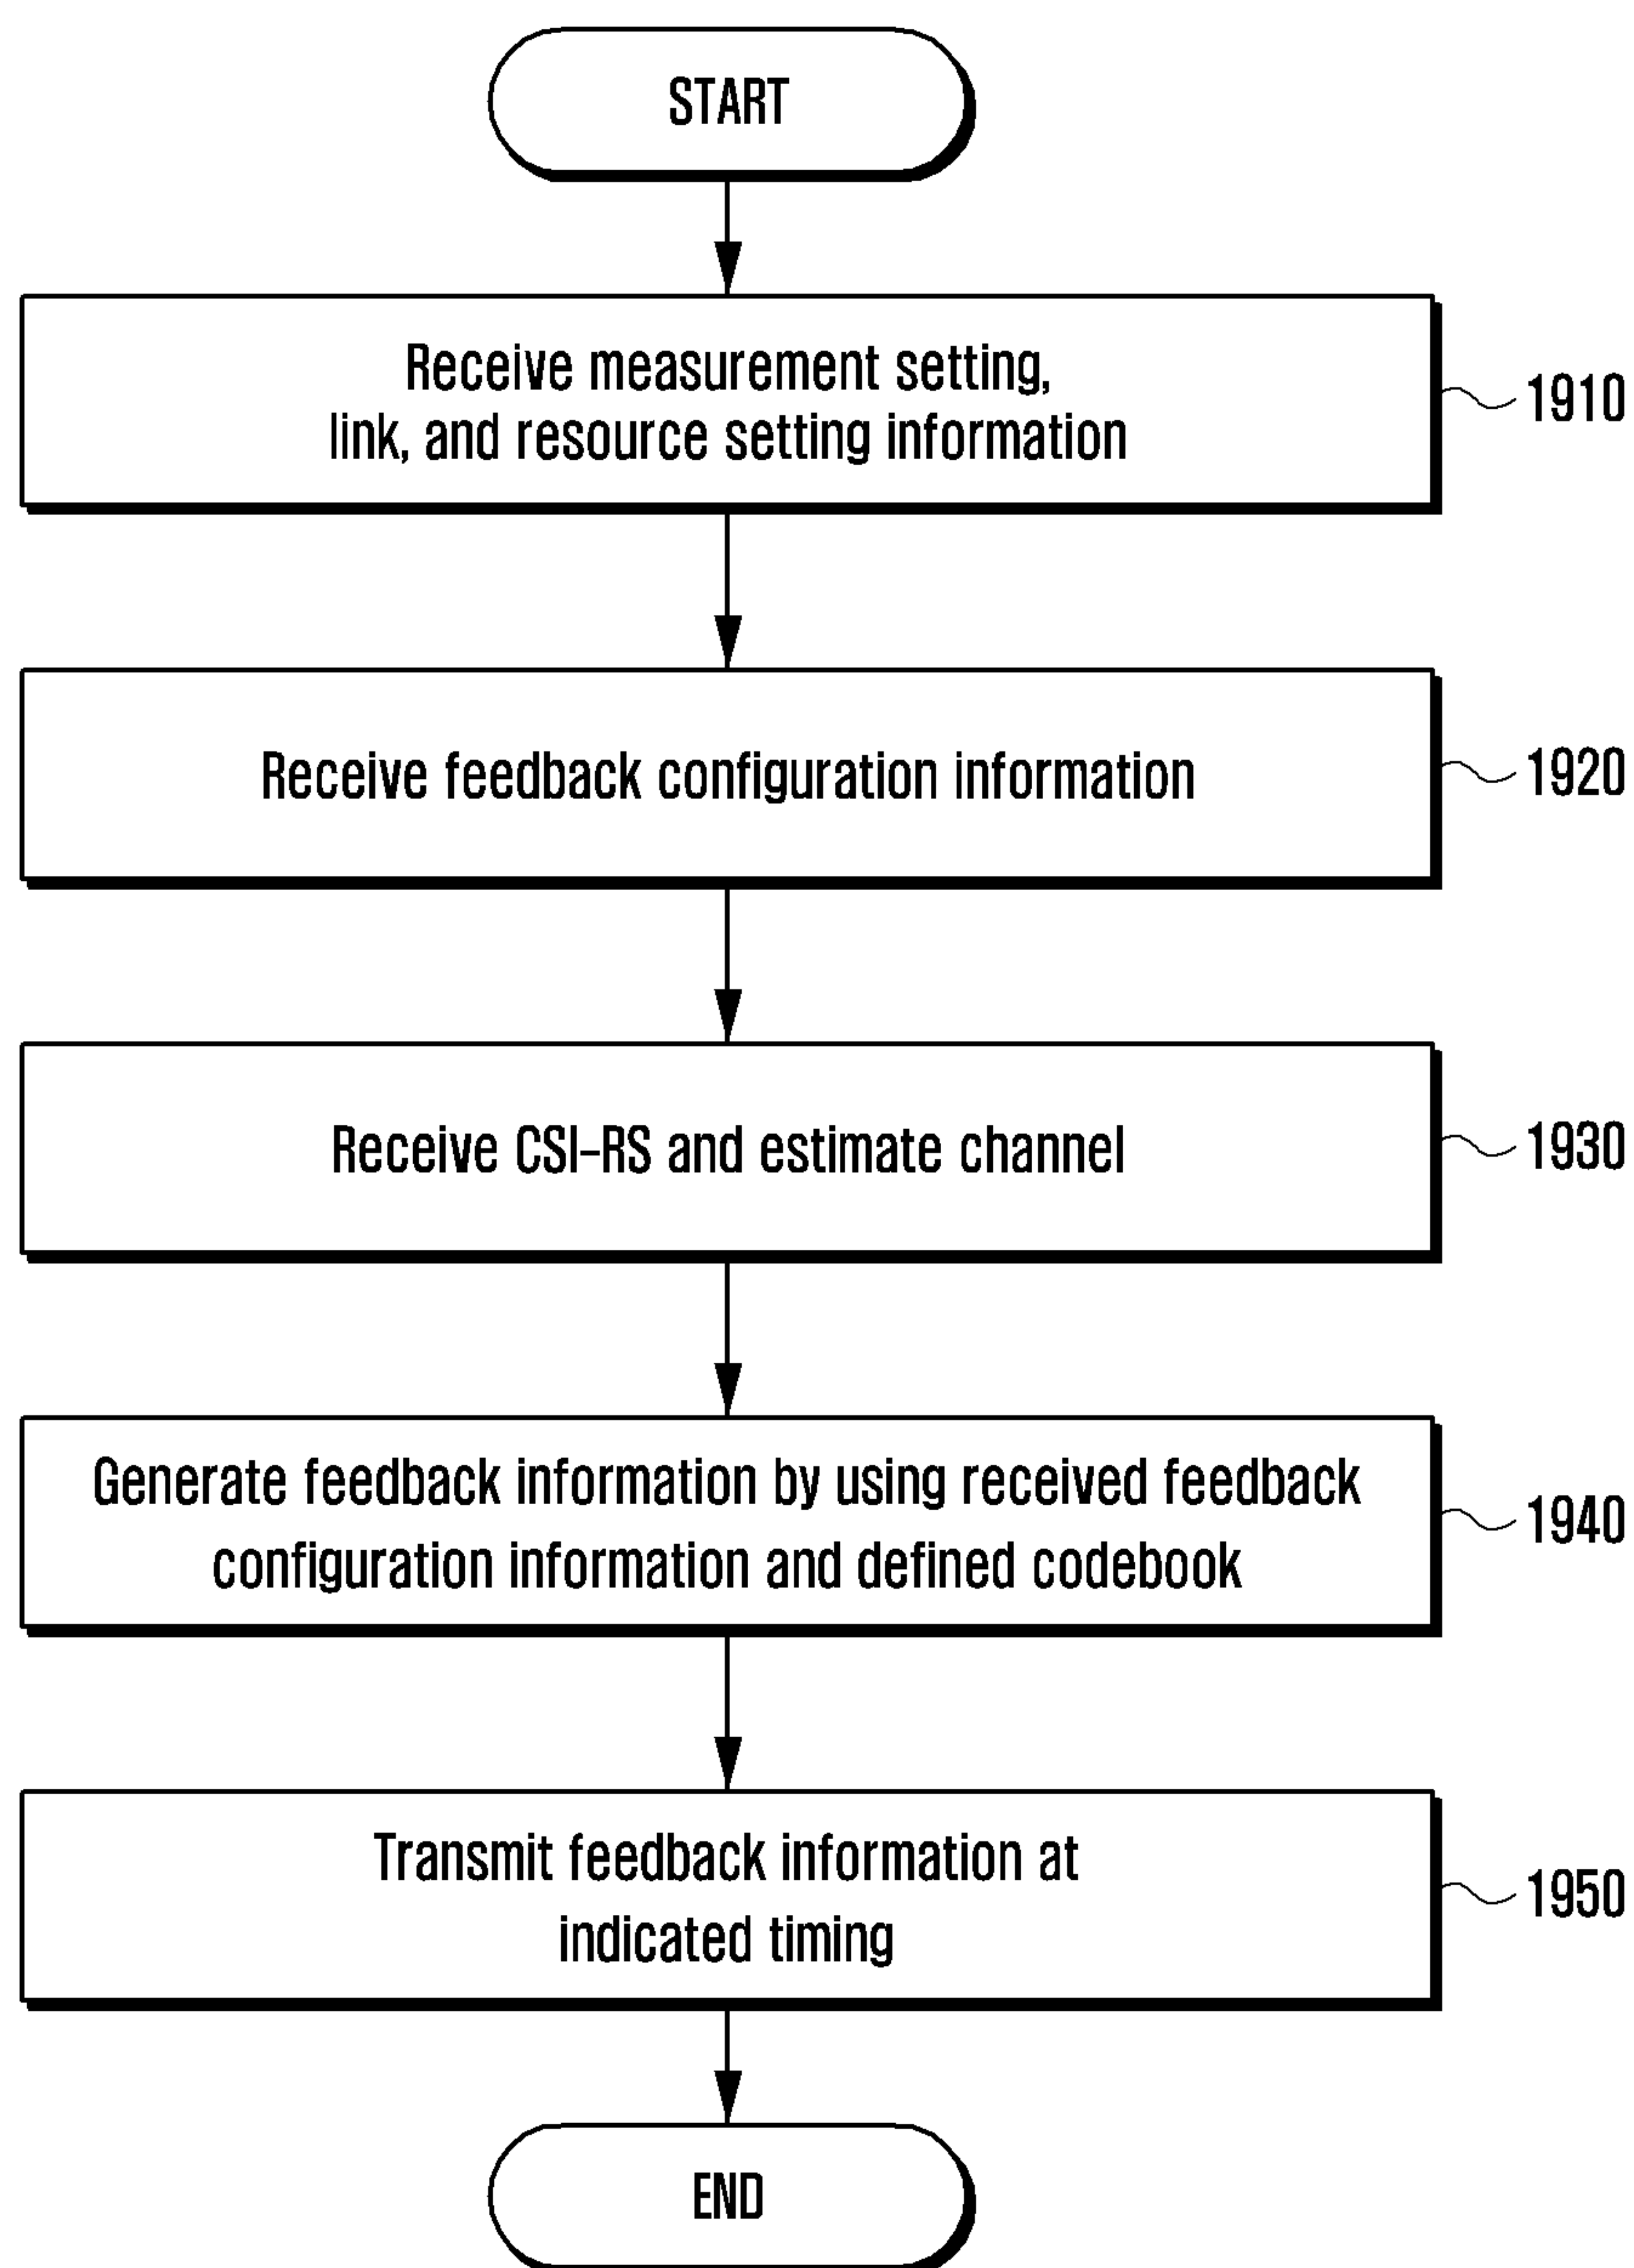 START
Receive measurement setting,
link, and resource setting information
1910
Receive feedback configuration information
1920
Receive CSI-RS and estimate channel
1930
Generate feedback information by using received feedback
configuration information and defined codebook
1940
Transmit feedback information at
indicated timing
1950
END